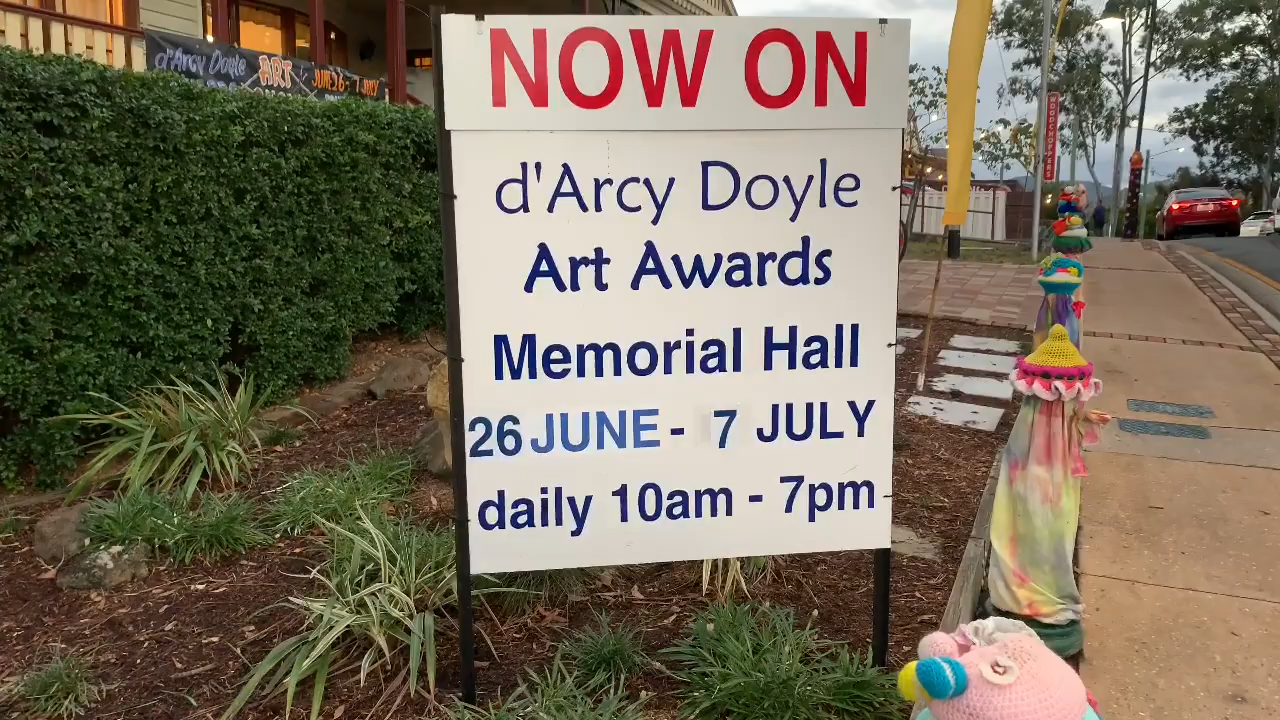 NOW ON
d'Arcy Doyle
Art Awards
Memorial Hall
26 JUNE - 7 JULY
daily 10am - 7pm
d'Arcy Doyle ART
JUNE 26 - 7 JULY
WOODCHOPPERS